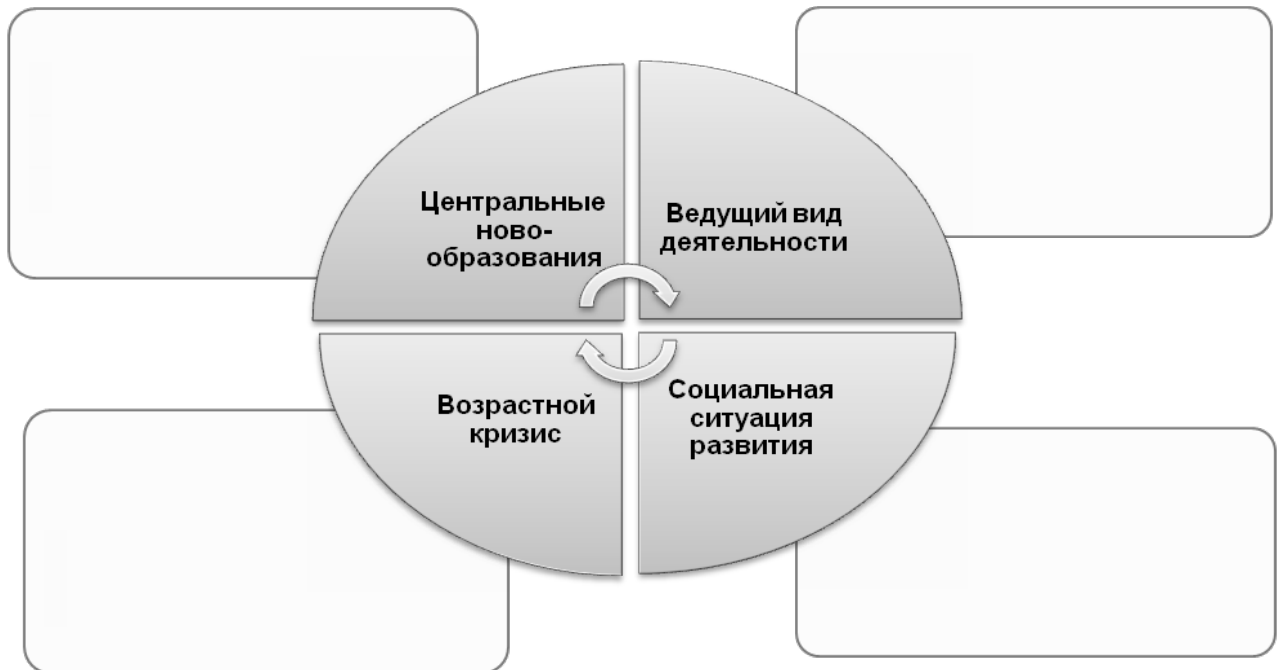 Центральные
ново-
образования
Ведущий вид
деятельности
Возрастной
кризис
Социальная
ситуация
развития